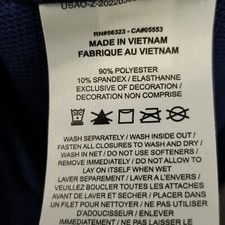 RN#56323 - CA#05553
MADE IN VIETNAM
FABRIQUE AU VIETNAM
90% POLYESTER
10% SPANDEX / ELASTHANNE
EXCLUSIVE OF DECORATION /
DECORATION NON COMPRISE
WASH SEPARATELY / WASH INSIDE OUT /
FASTEN ALL CLOSURES TO WASH AND DRY /
WASH IN NET / DO NOT USE SOFTENERS /
REMOVE IMMEDIATELY / DO NOT ALLOW TO
LAY ON ITSELF WHEN WET
LAVER SEPAREMENT / LAVER A L'ENVERS /
VEUILLEZ BOUCLER TOUTES LES ATTACHES
AVANT DE LAVER ET SECHER / PLACER DANS
UN FILET POUR NETTOYER / NE PAS UTILISER
D'ADOUCISSEUR / ENLEVER